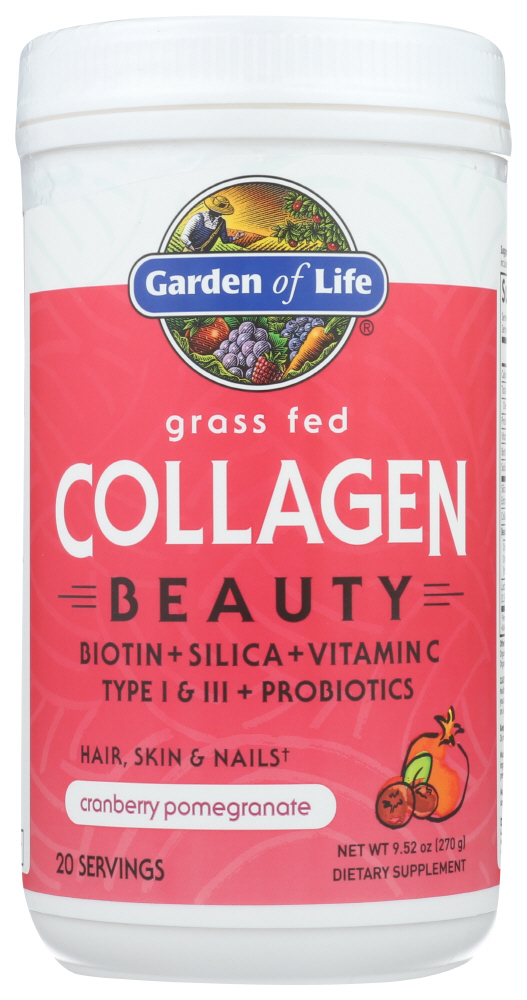 Garden of Life
®
grass fed
COLLAGEN
BEAUTY
BIOTIN + SILICA + VITAMIN C
TYPE I & III + PROBIOTICS
HAIR, SKIN & NAILS†
cranberry pomegranate
20 SERVINGS
NET WT 9.52 oz (270 g)
DIETARY SUPPLEMENT